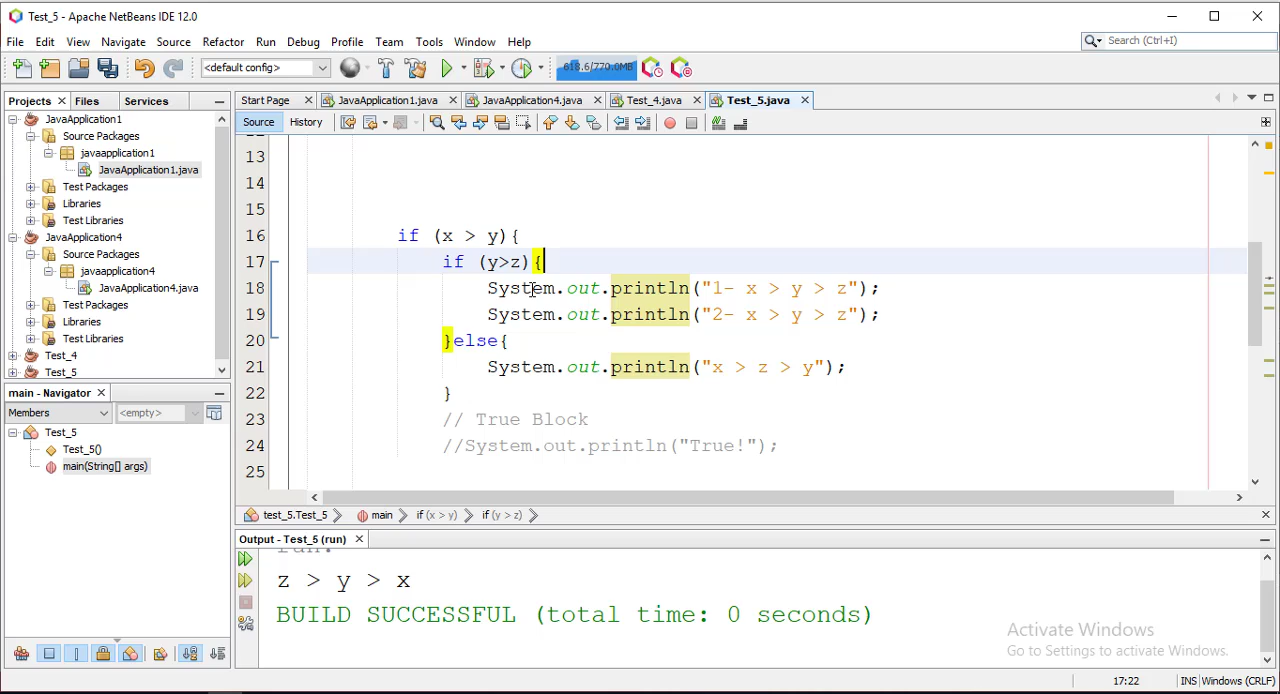 Test_5 - Apache NetBeans IDE 12.0
File Edit View Navigate Source Refactor Run Debug Profile Team Tools Window Help
Search (Ctrl+I)
<default config>
618.6/770.0MB
Projects Files Services
Start Page JavaApplication1.java JavaApplication4.java Test_4.java Test_5.java
Source History
JavaApplication1
Source Packages
javaapplication1
JavaApplication1.java
Test Packages
Libraries
Test Libraries
JavaApplication4
Source Packages
javaapplication4
JavaApplication4.java
Test Packages
Libraries
Test Libraries
Test_4
Test_5
main - Navigator
Members <empty>
Test_5
Test_5()
main(String[] args)
13
14
15
16 if (x > y){
17 if (y>z){
18 System.out.println("1- x > y > z");
19 System.out.println("2- x > y > z");
20 }else{
21 System.out.println("x > z > y");
22 }
23 // True Block
24 //System.out.println("True!");
25
test_5.Test_5 main if (x > y) if (y > z)
Output - Test_5 (run)
run:
z > y > x
BUILD SUCCESSFUL (total time: 0 seconds)
Activate Windows
Go to Settings to activate Windows.
17:22 INS Windows (CRLF)